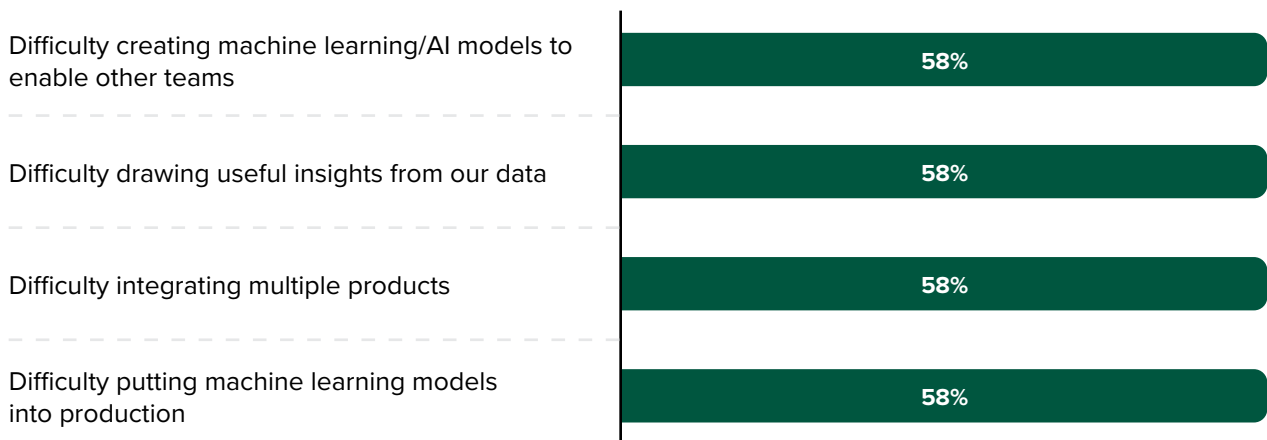 Difficulty creating machine learning/AI models to
enable other teams
58%
Difficulty drawing useful insights from our data
58%
Difficulty integrating multiple products
58%
Difficulty putting machine learning models
into production
58%